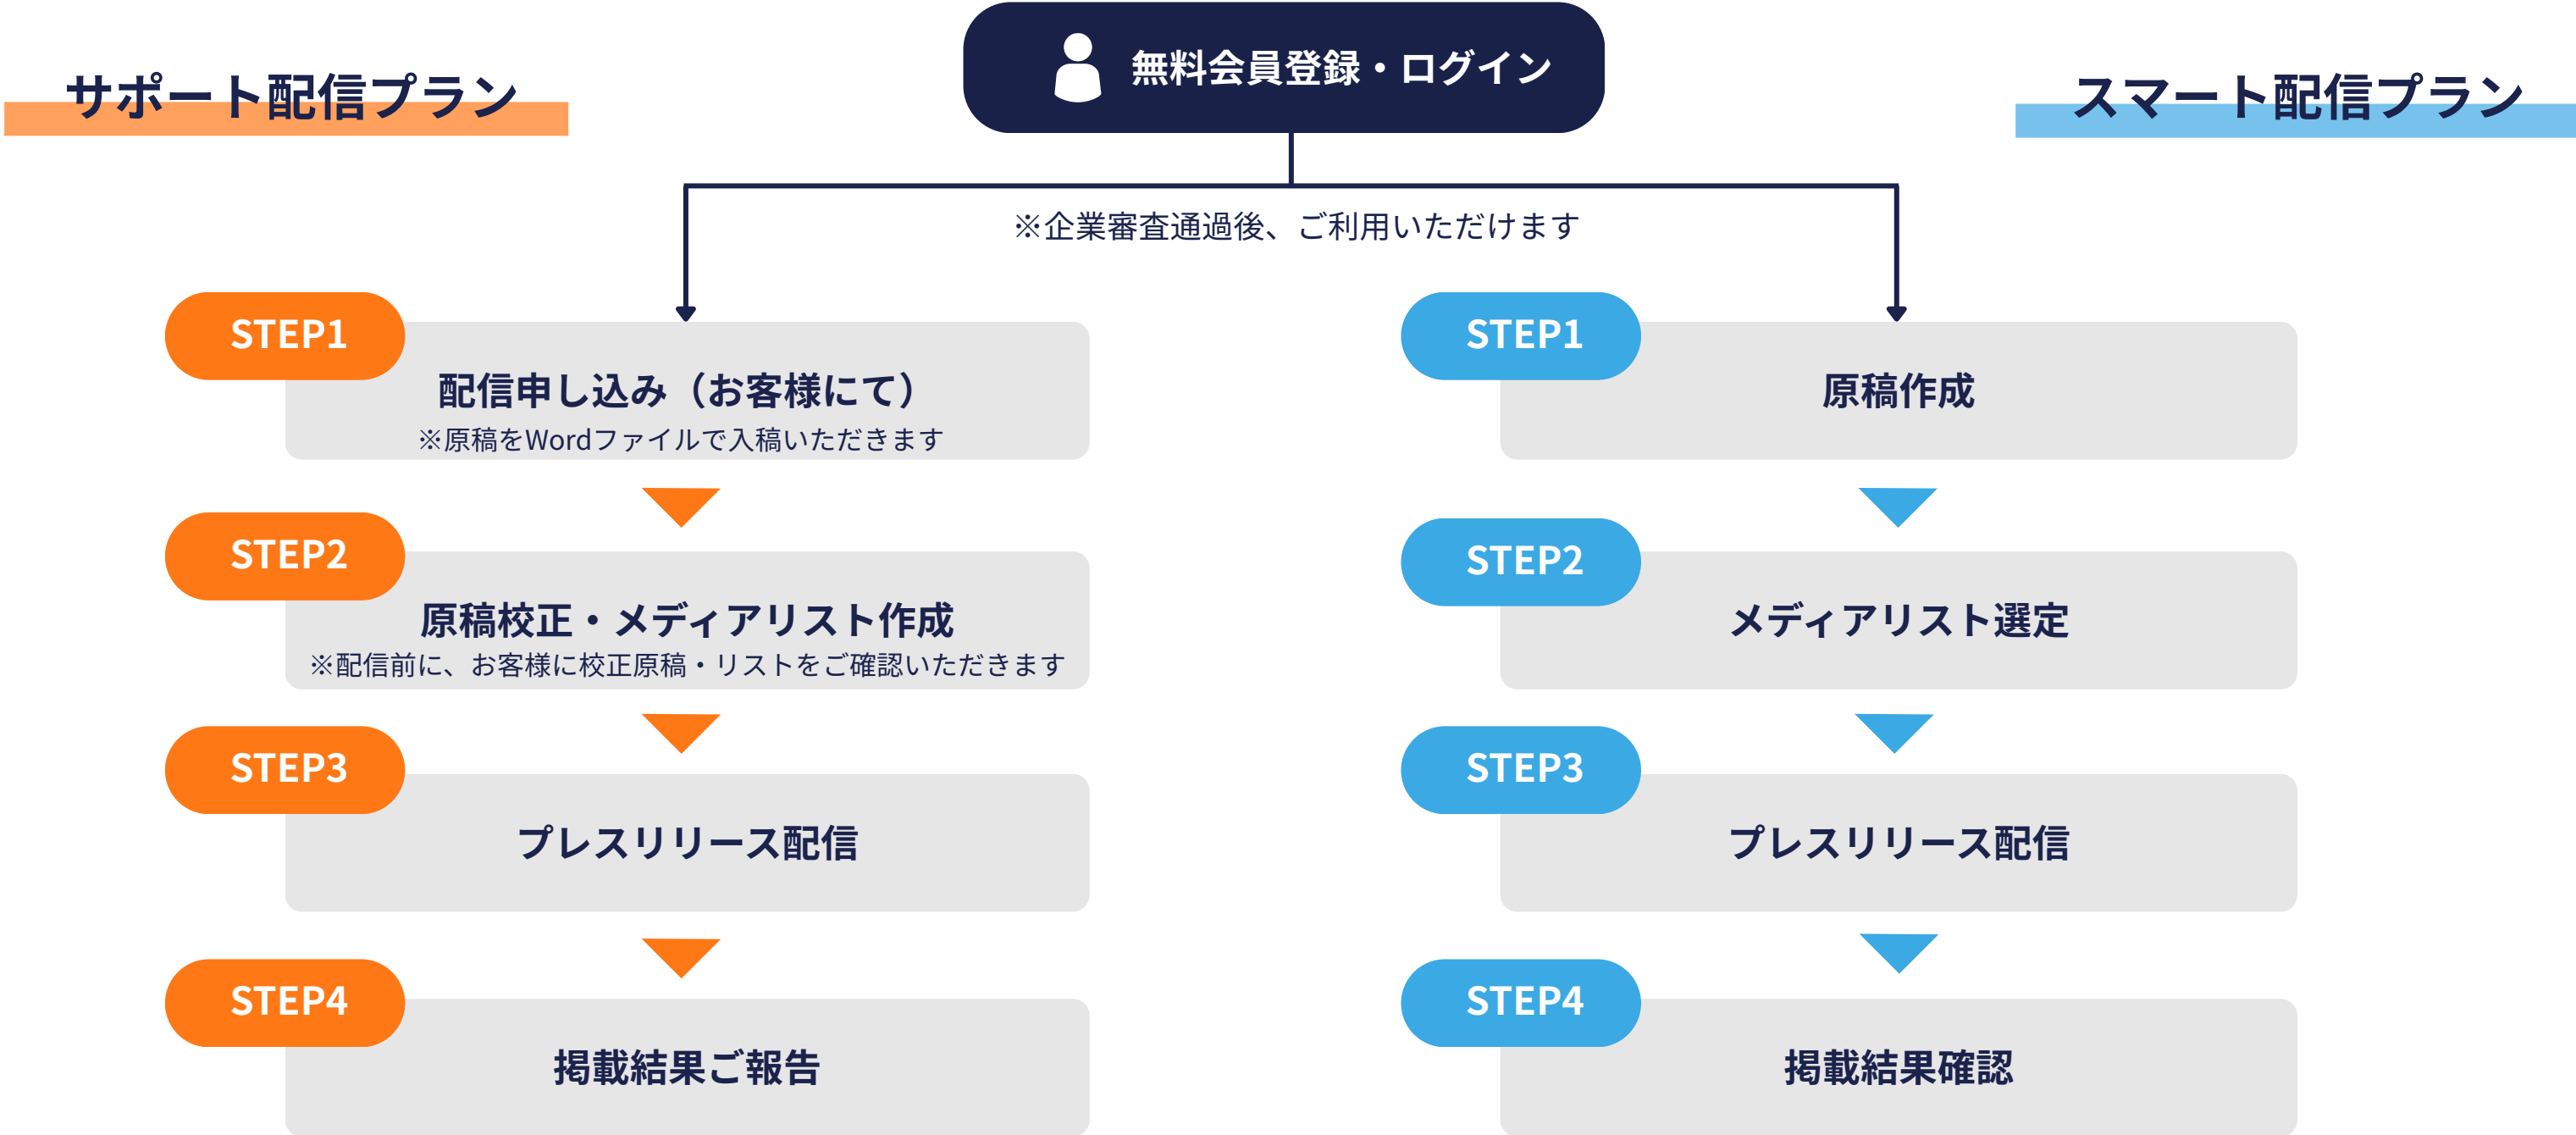 無料会員登録・ログイン
※企業審査通過後、ご利用いただけます
サポート配信プラン
STEP1
配信申し込み（お客様にて）
※原稿をWordファイルで入稿いただきます
STEP2
原稿校正・メディアリスト作成
※配信前に、お客様に校正原稿・リストをご確認いただきます
STEP3
プレスリリース配信
STEP4
掲載結果ご報告
スマート配信プラン
STEP1
原稿作成
STEP2
メディアリスト選定
STEP3
プレスリリース配信
STEP4
掲載結果確認